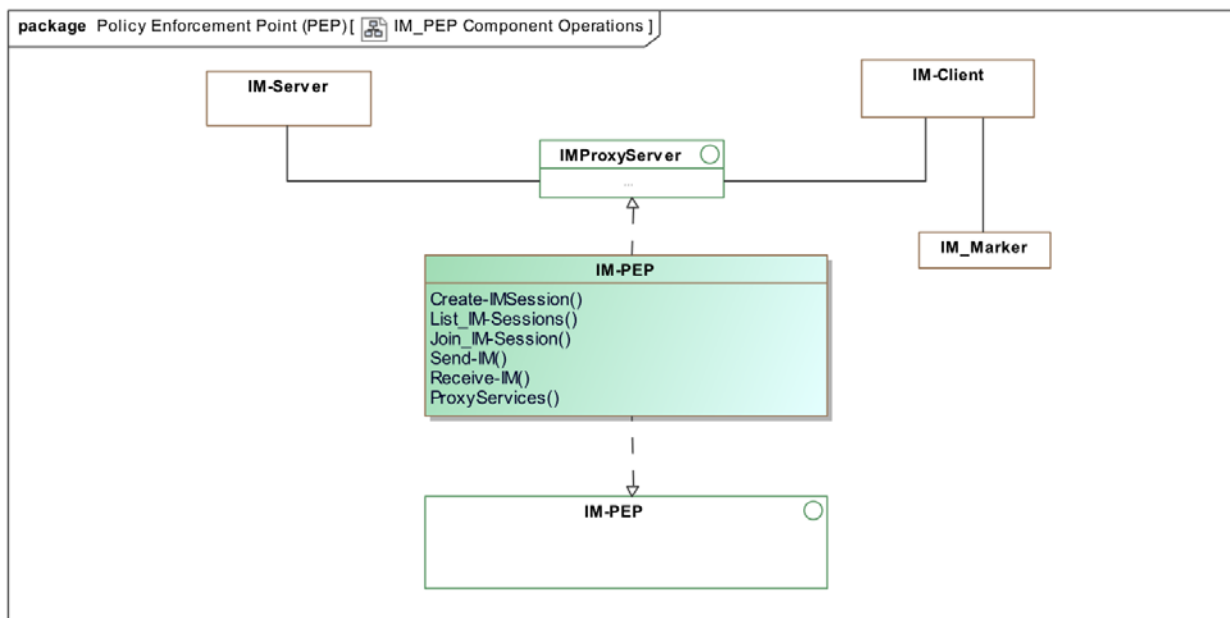 package Policy Enforcement Point (PEP) [ IM_PEP Component Operations ]
IM-Server
IM-Client
IMProxyServer
...
IM_Marker
IM-PEP
Create-IMSession()
List_IM-Sessions()
Join_IM-Session()
Send-IM()
Receive-IM()
ProxyServices()
IM-PEP